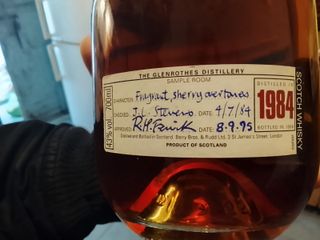 THE GLENROTHES DISTILLERY
SAMPLE ROOM
CHARACTER: Fragrant, sherry overtones
CHECKED: J.L. Stevens DATE: 4/7/84
APPROVED: R.H. Fenwick DATE: 8.9.95
Distilled and Bottled in Scotland. Berry Bros. & Rudd Ltd, 3 St James's Street, London
PRODUCT OF SCOTLAND
43% vol. 700ml
DISTILLED IN
1984
BOTTLED IN
SCOTCH WHISKY